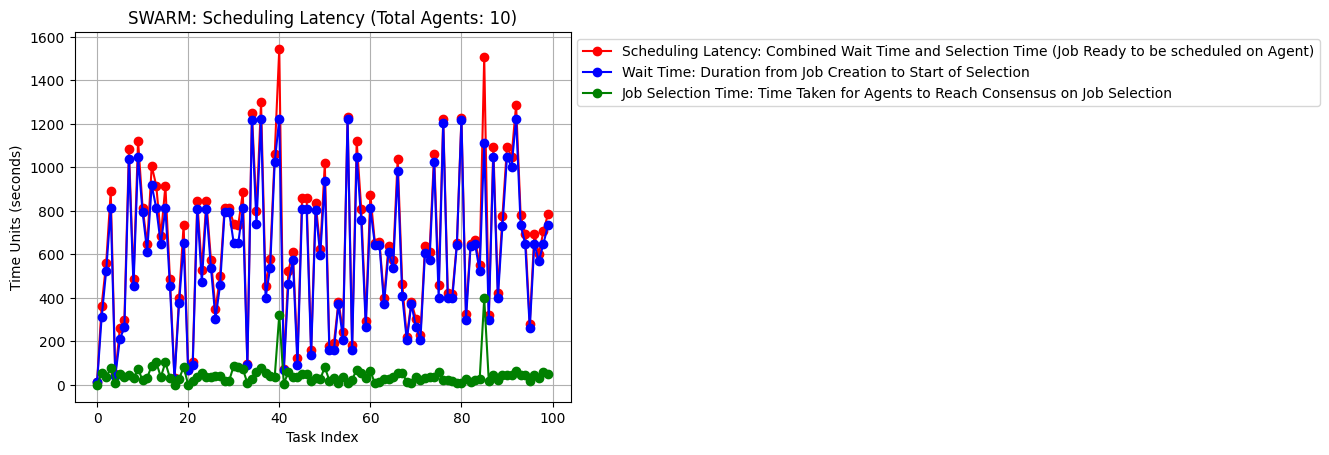 SWARM: Scheduling Latency (Total Agents: 10)
Scheduling Latency: Combined Wait Time and Selection Time (Job Ready to be scheduled on Agent)
Wait Time: Duration from Job Creation to Start of Selection
Job Selection Time: Time Taken for Agents to Reach Consensus on Job Selection
Time Units (seconds)
1600
1400
1200
1000
800
600
400
200
0
0 20 40 60 80 100
Task Index